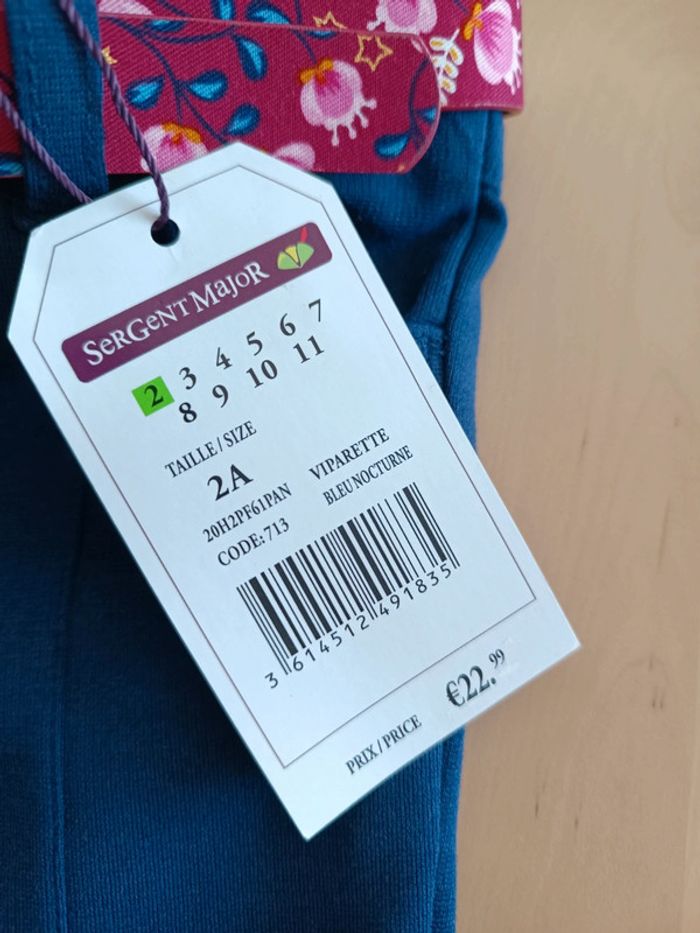 SeRGeNT MaJoR
2 3 4 5 6 7
8 9 10 11
TAILLE / SIZE
2A
20H2PF61PAN VIPARETTE
CODE: 713 BLEU NOCTURNE
3 614512 491835
€22.99
PRIX / PRICE